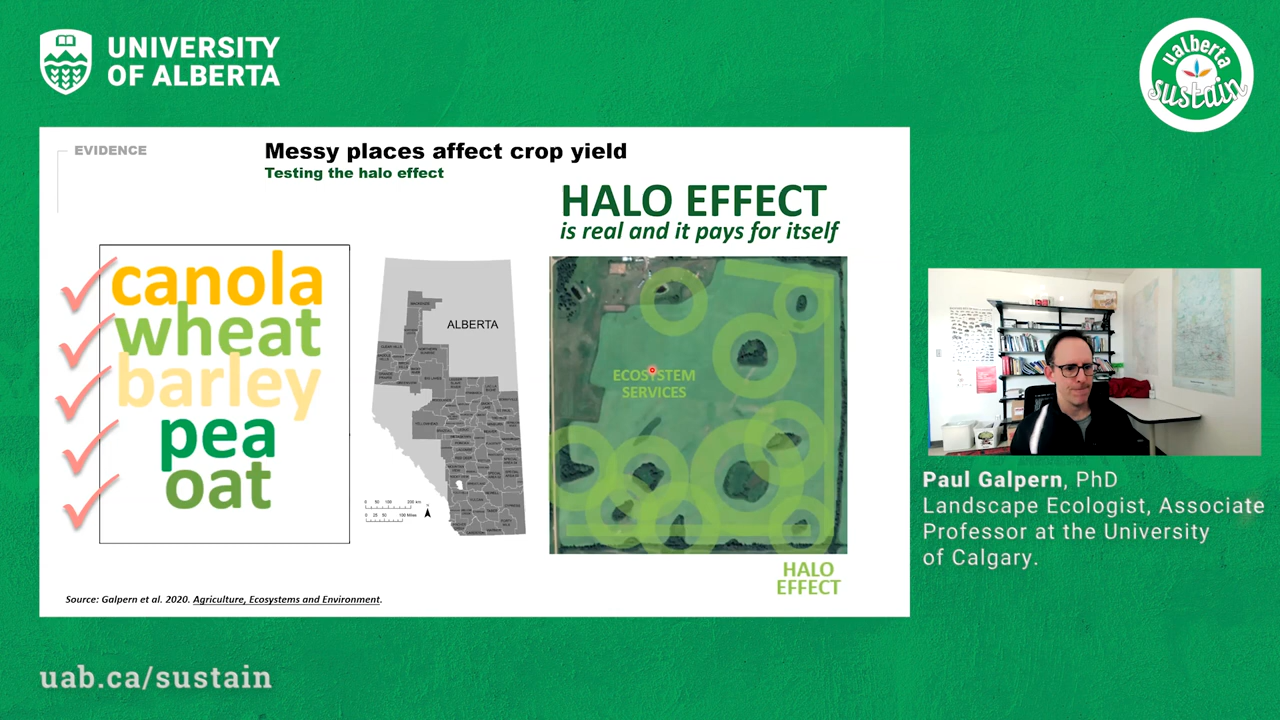 UNIVERSITY
OF ALBERTA
ualberta
sustain
EVIDENCE
Messy places affect crop yield
Testing the halo effect
HALO EFFECT
is real and it pays for itself
canola
wheat
barley
pea
oat
ALBERTA
ECOSYSTEM
SERVICES
HALO
EFFECT
Source: Galpern et al. 2020. Agriculture, Ecosystems and Environment.
Paul Galpern, PhD
Landscape Ecologist, Associate
Professor at the University
of Calgary.
uab.ca/sustain